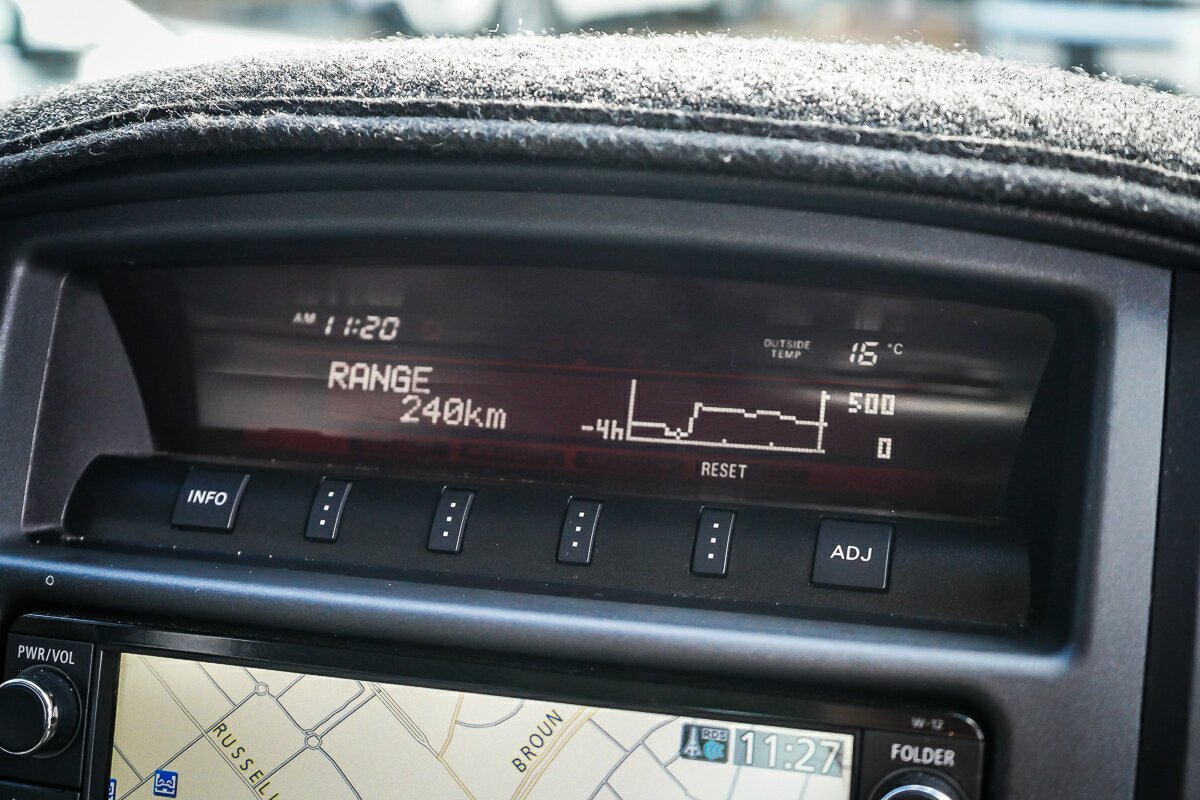 AM 11:20
OUTSIDE TEMP 16 °C
RANGE
240km
-4h
500
0
RESET
INFO
ADJ
PWR/VOL
W-12
FOLDER
RDS
11:27
RUSSELL
BROUN